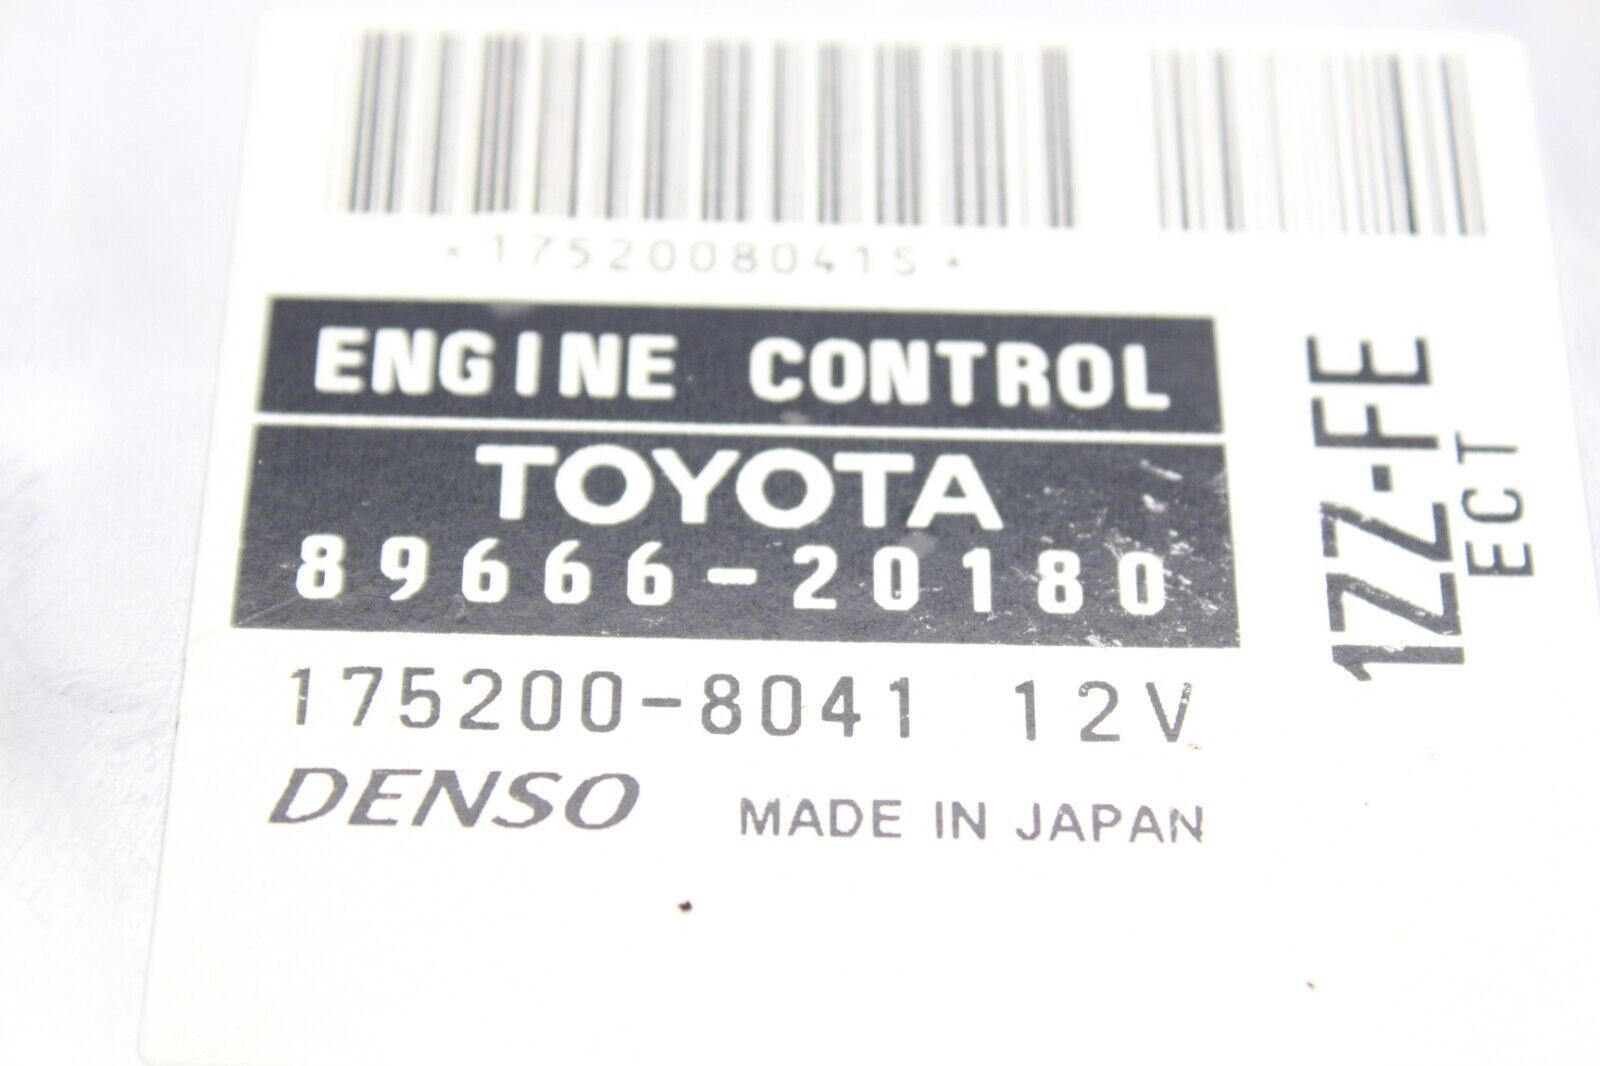 *1752008041S*
ENGINE CONTROL
TOYOTA
89666-20180
175200-8041 12V
DENSO MADE IN JAPAN
1ZZ-FE
ECT